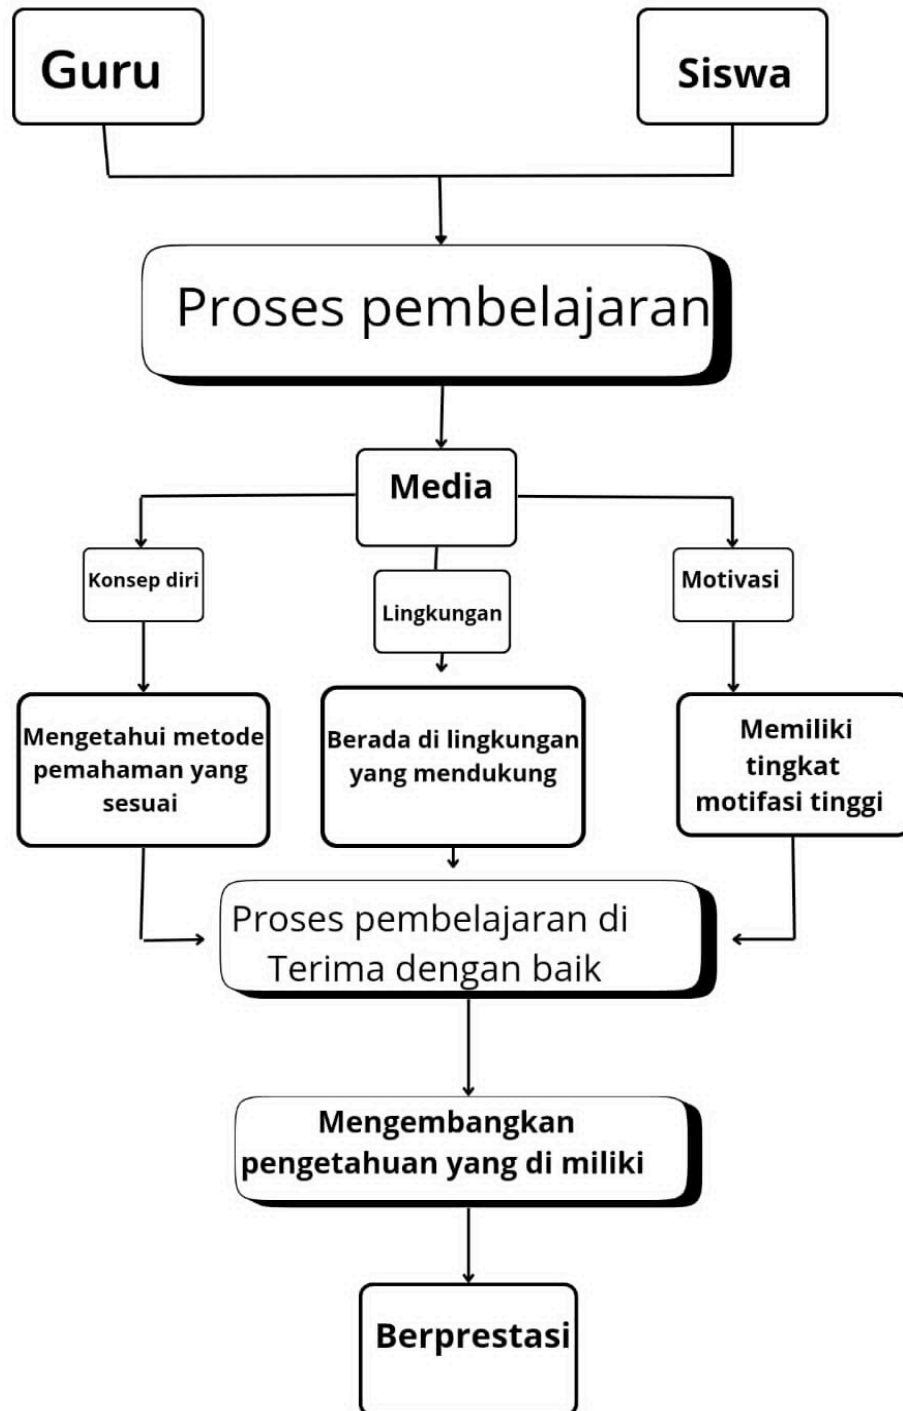 Guru
Siswa
Proses pembelajaran
Media
Konsep diri
Lingkungan
Motivasi
Mengetahui metode
pemahaman yang
sesuai
Berada di lingkungan
yang mendukung
Memiliki
tingkat
motifasi tinggi
Proses pembelajaran di
Terima dengan baik
Mengembangkan
pengetahuan yang di miliki
Berprestasi